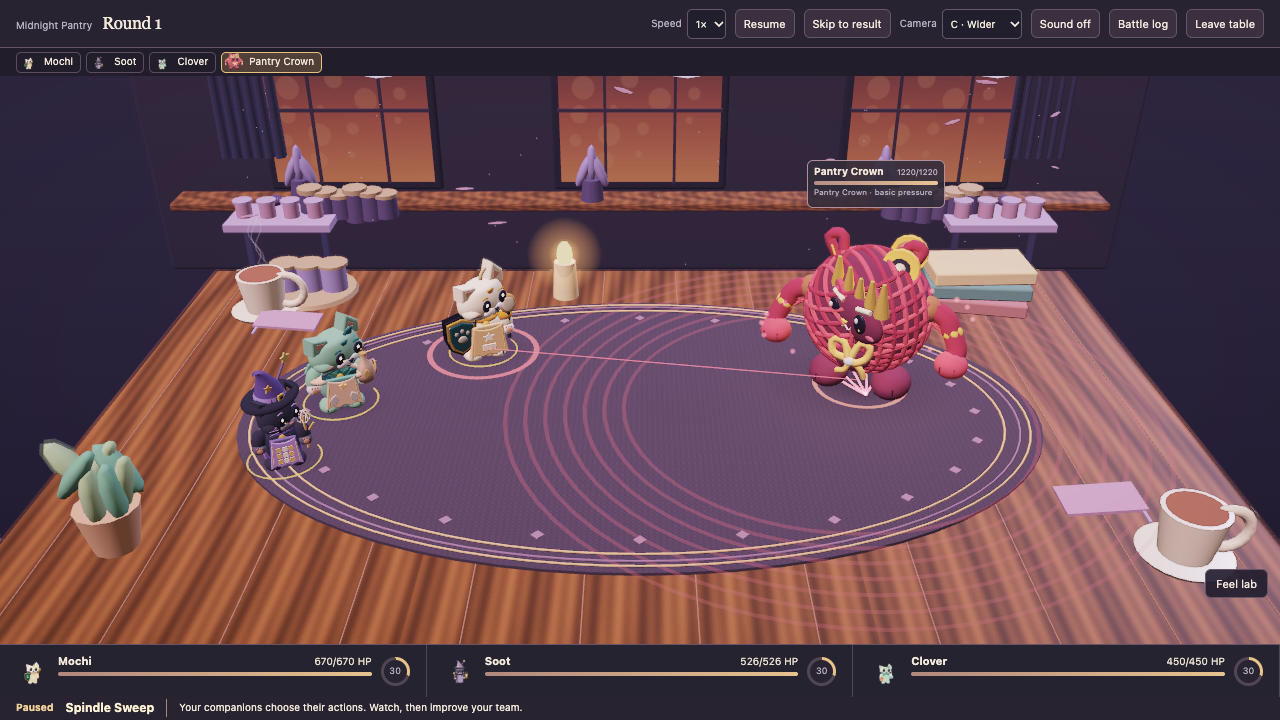 Midnight Pantry Round 1
Speed 1x Resume Skip to result Camera C · Wider Sound off Battle log Leave table
Mochi Soot Clover Pantry Crown
Pantry Crown 1220/1220
Pantry Crown · basic pressure
Feel lab
Mochi 670/670 HP 30
Soot 526/526 HP 30
Clover 450/450 HP 30
Paused Spindle Sweep Your companions choose their actions. Watch, then improve your team.